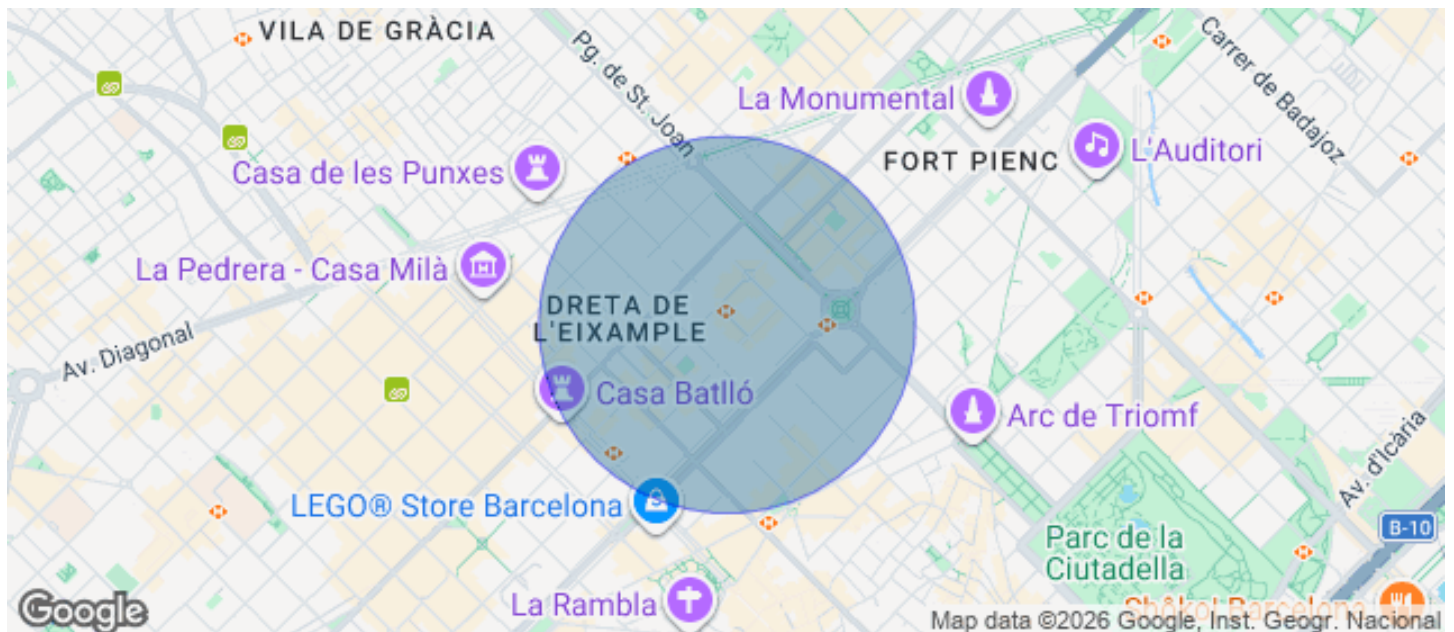 VILA DE GRÀCIA
Pg. de St. Joan
Carrer de Badajoz
La Monumental
L'Auditori
FORT PIENC
Casa de les Punxes
La Pedrera - Casa Milà
DRETA DE
L'EIXAMPLE
Av. Diagonal
Casa Batlló
Arc de Triomf
Av. d'Icària
LEGO® Store Barcelona
B-10
Parc de la
Ciutadella
La Rambla
Shôko! Barcelona
Google
Map data ©2026 Google, Inst. Geogr. Nacional